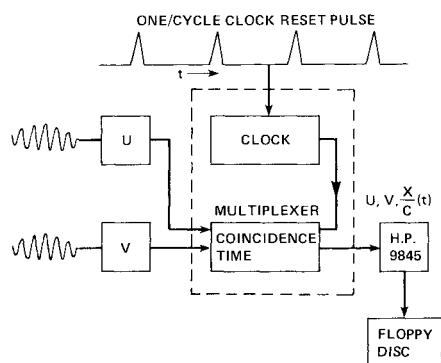 ONE/CYCLE CLOCK RESET PULSE
t
CLOCK
U
MULTIPLEXER
COINCIDENCE
TIME
V
U, V, X/C (t)
H.P.
9845
FLOPPY
DISC